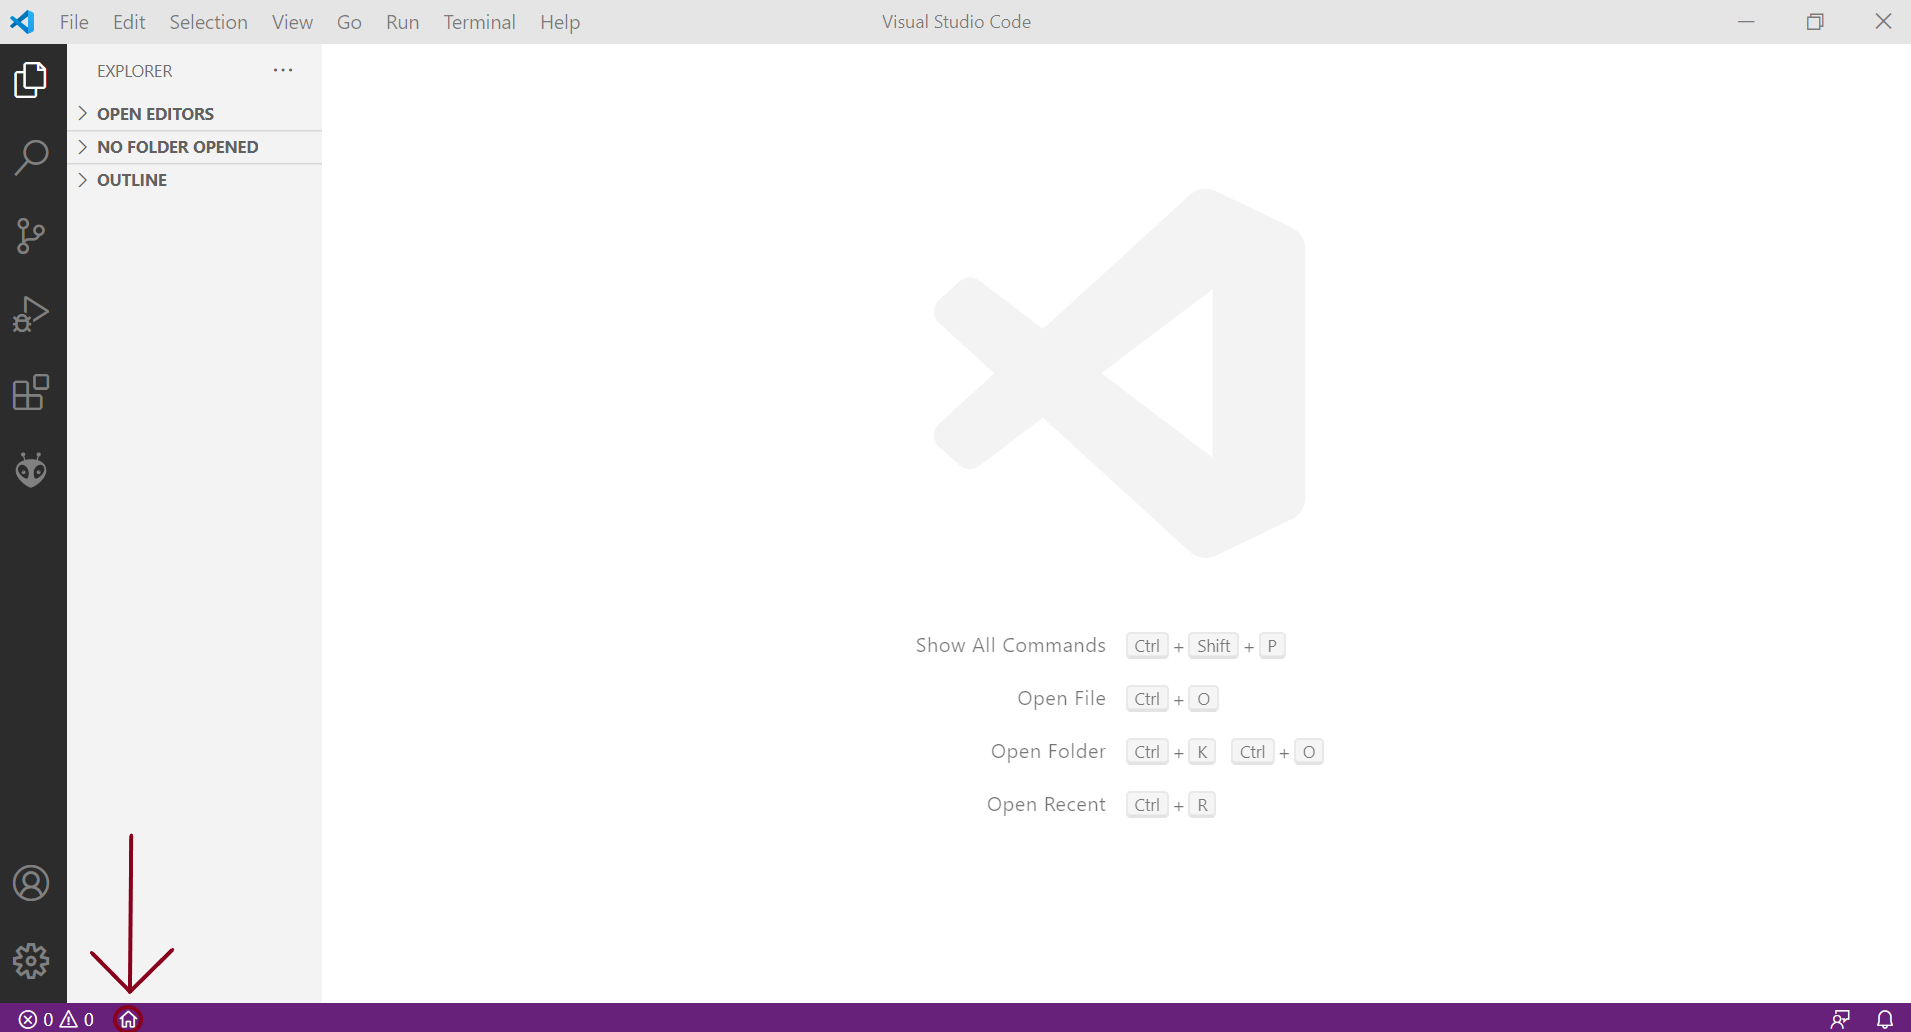 File Edit Selection View Go Run Terminal Help Visual Studio Code
EXPLORER ···
OPEN EDITORS
NO FOLDER OPENED
OUTLINE
Show All Commands Ctrl + Shift + P
Open File Ctrl + O
Open Folder Ctrl + K Ctrl + O
Open Recent Ctrl + R
0 0